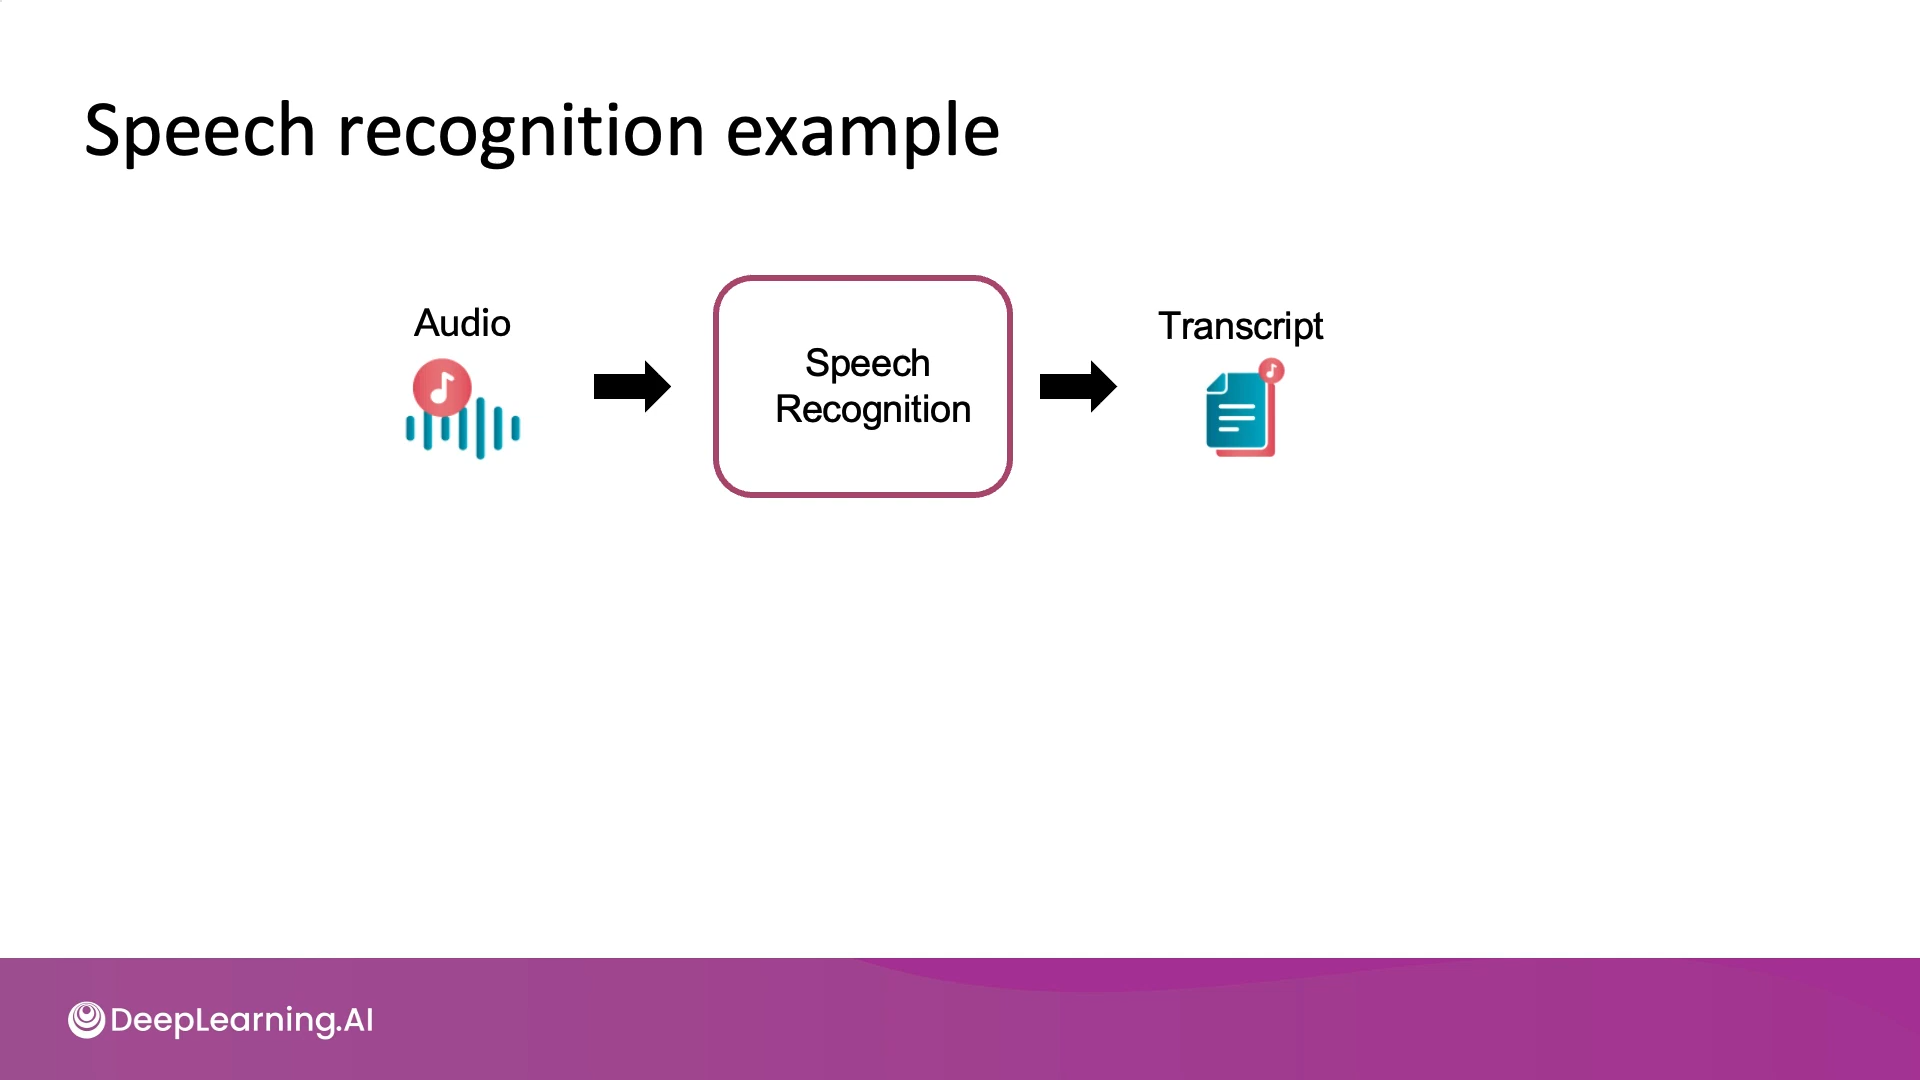 Speech recognition example
Audio
Speech
Recognition
Transcript
DeepLearning.AI